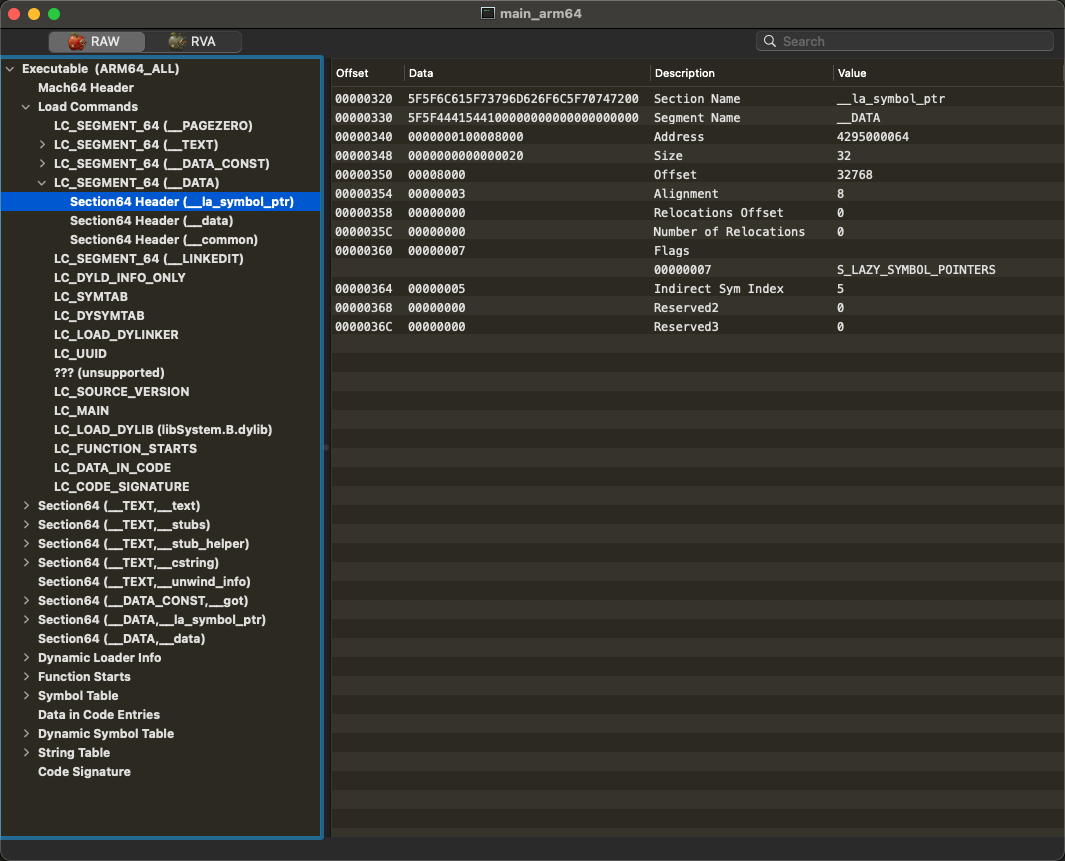 main_arm64
RAW RVA Search
Executable (ARM64_ALL)
Mach64 Header
Load Commands
LC_SEGMENT_64 (__PAGEZERO)
LC_SEGMENT_64 (__TEXT)
LC_SEGMENT_64 (__DATA_CONST)
LC_SEGMENT_64 (__DATA)
Section64 Header (__la_symbol_ptr)
Section64 Header (__data)
Section64 Header (__common)
LC_SEGMENT_64 (__LINKEDIT)
LC_DYLD_INFO_ONLY
LC_SYMTAB
LC_DYSYMTAB
LC_LOAD_DYLINKER
LC_UUID
??? (unsupported)
LC_SOURCE_VERSION
LC_MAIN
LC_LOAD_DYLIB (libSystem.B.dylib)
LC_FUNCTION_STARTS
LC_DATA_IN_CODE
LC_CODE_SIGNATURE
Section64 (__TEXT,__text)
Section64 (__TEXT,__stubs)
Section64 (__TEXT,__stub_helper)
Section64 (__TEXT,__cstring)
Section64 (__TEXT,__unwind_info)
Section64 (__DATA_CONST,__got)
Section64 (__DATA,__la_symbol_ptr)
Section64 (__DATA,__data)
Dynamic Loader Info
Function Starts
Symbol Table
Data in Code Entries
Dynamic Symbol Table
String Table
Code Signature
Offset Data Description Value
00000320 5F5F6C615F73796D626F6C5F70747200 Section Name __la_symbol_ptr
00000330 5F5F4441544100000000000000000000 Segment Name __DATA
00000340 0000000100008000 Address 4295000064
00000348 0000000000000020 Size 32
00000350 00008000 Offset 32768
00000354 00000003 Alignment 8
00000358 00000000 Relocations Offset 0
0000035C 00000000 Number of Relocations 0
00000360 00000007 Flags
00000007 S_LAZY_SYMBOL_POINTERS
00000364 00000005 Indirect Sym Index 5
00000368 00000000 Reserved2 0
0000036C 00000000 Reserved3 0